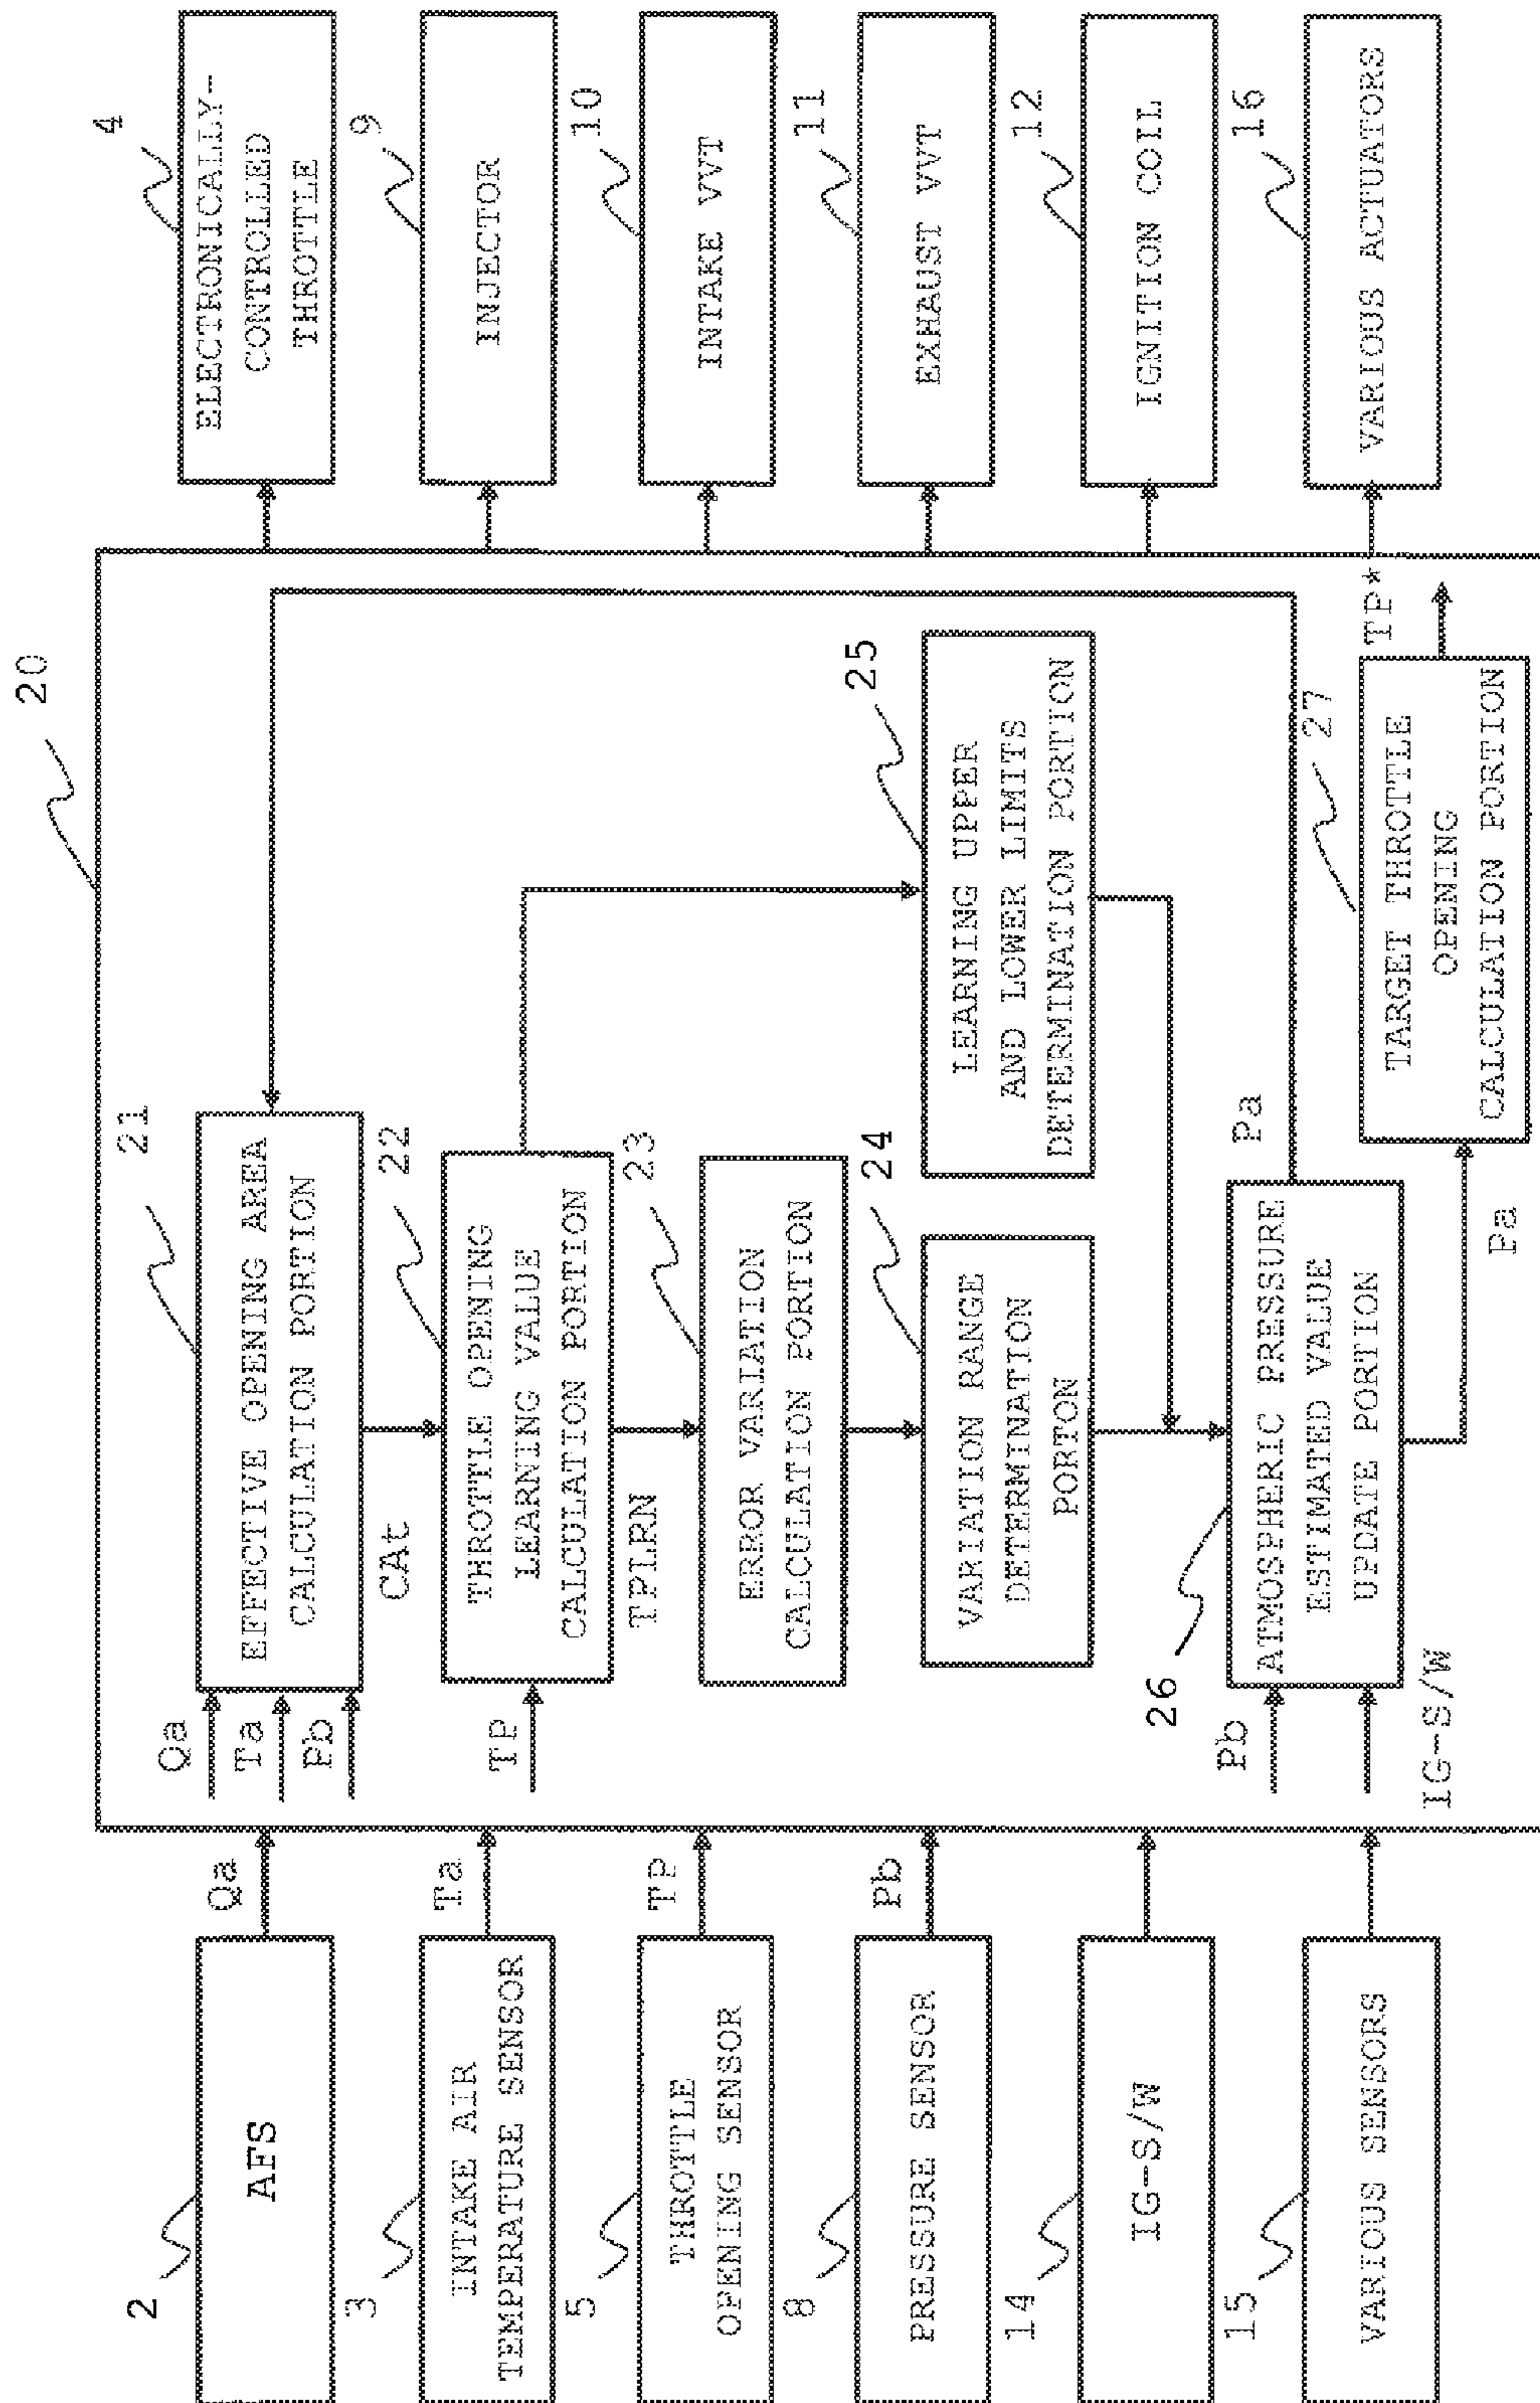 2
AFS
Qa
3
INTAKE AIR
TEMPERATURE SENSOR
Ta
5
THROTTLE
OPENING SENSOR
TP
8
PRESSURE SENSOR
Pb
14
IG-S/W
15
VARIOUS SENSORS
20
Qa
Ta
Pb
21
EFFECTIVE OPENING AREA
CALCULATION PORTION
CAt
TP
22
THROTTLE OPENING
LEARNING VALUE
CALCULATION PORTION
TPLRN
23
ERROR VARIATION
CALCULATION PORTION
24
VARIATION RANGE
DETERMINATION
PORTON
25
LEARNING UPPER
AND LOWER LIMITS
DETERMINATION PORTION
26
Pb
IG-S/W
ATMOSPHERIC PRESSURE
ESTIMATED VALUE
UPDATE PORTION
Pa
Pa
27
TARGET THROTTLE
OPENING
CALCULATION PORTION
TP*
4
ELECTRONICALLY-
CONTROLLED
THROTTLE
9
INJECTOR
10
INTAKE VVT
11
EXHAUST VVT
12
IGNITION COIL
16
VARIOUS ACTUATORS